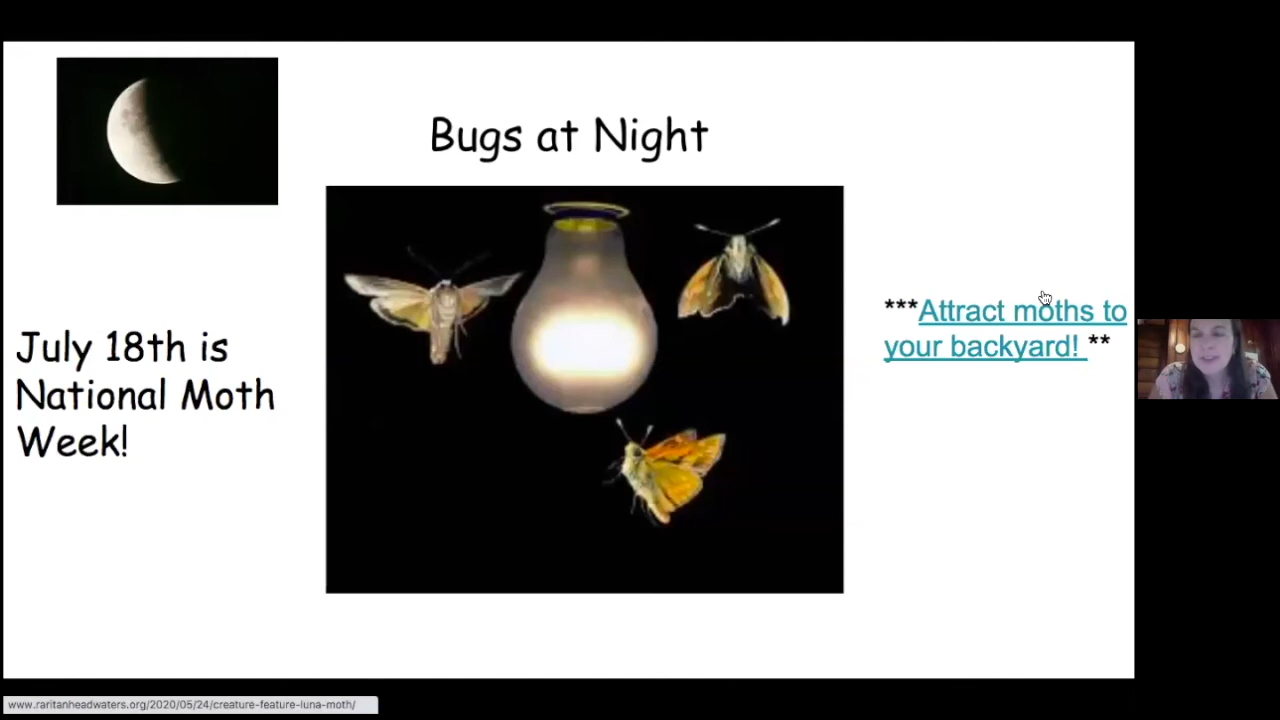 Bugs at Night
July 18th is
National Moth
Week!
***Attract moths to
your backyard! **
www.raritanheadwaters.org/2020/05/24/creature-feature-luna-moth/